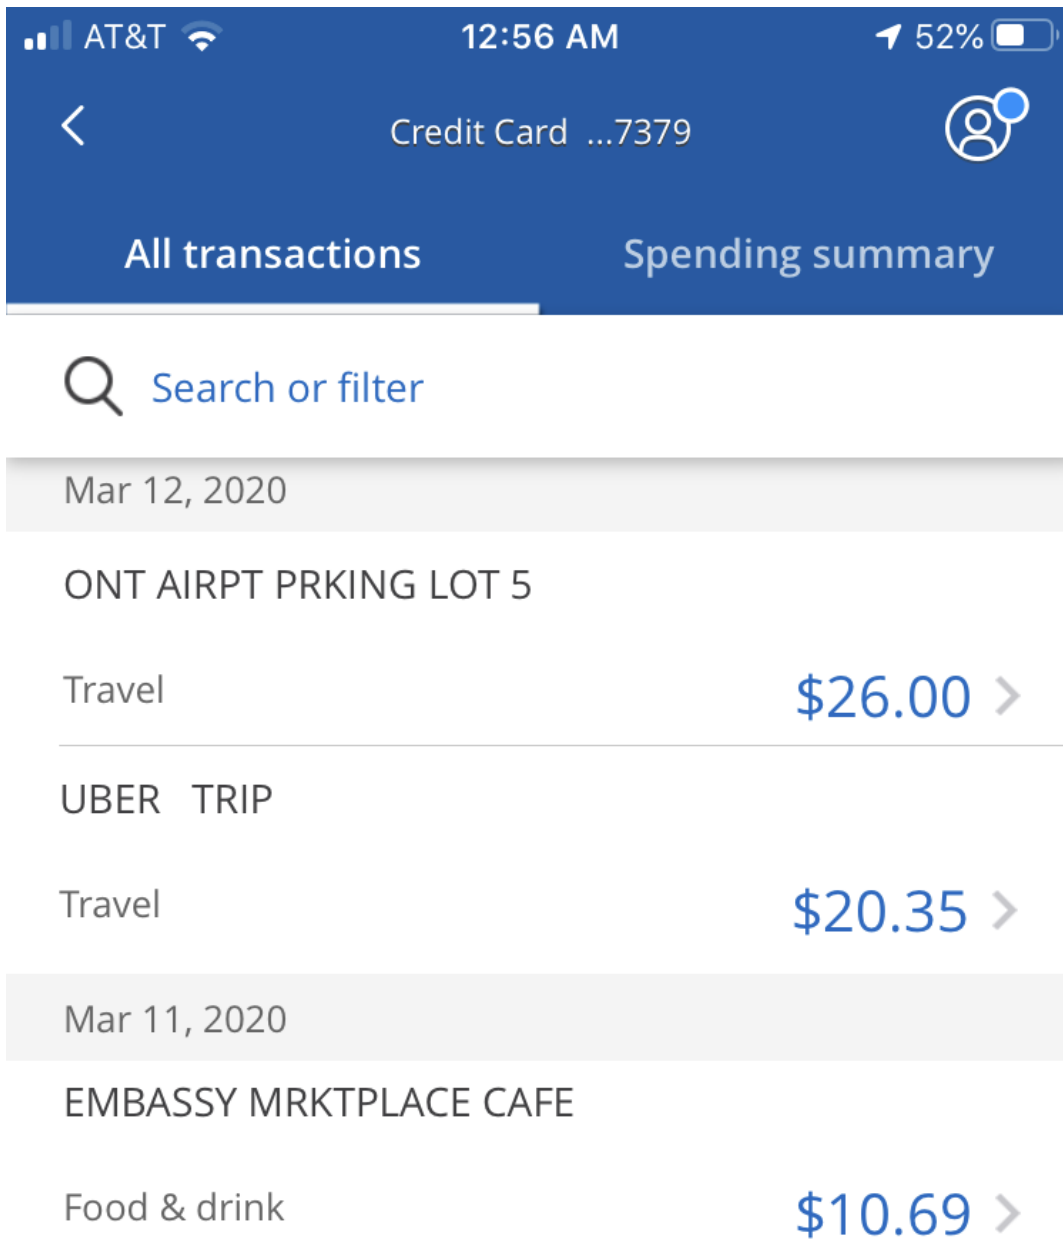 AT&T 12:56 AM 52%
Credit Card ...7379
All transactions Spending summary
Search or filter
Mar 12, 2020
ONT AIRPT PRKING LOT 5
Travel $26.00
UBER TRIP
Travel $20.35
Mar 11, 2020
EMBASSY MRKTPLACE CAFE
Food & drink $10.69